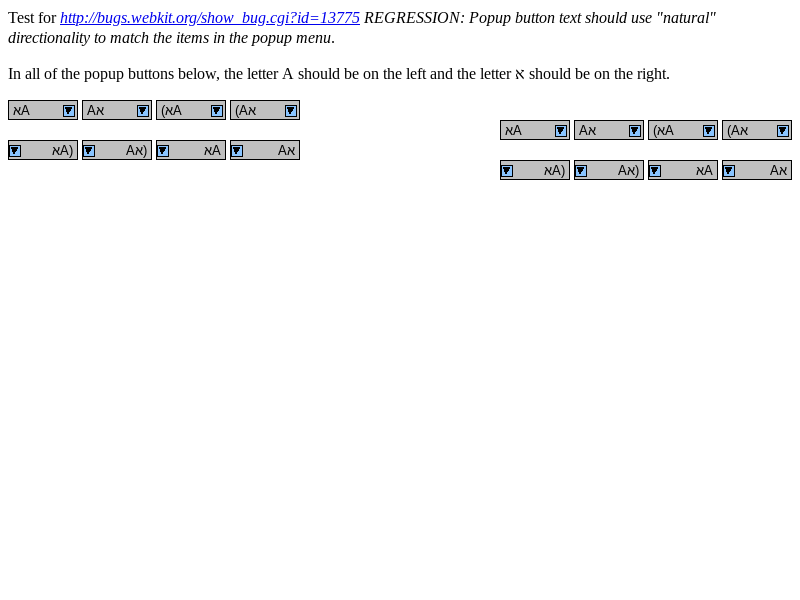 Test for http://bugs.webkit.org/show_bug.cgi?id=13775 REGRESSION: Popup button text should use "natural"
directionality to match the items in the popup menu.
In all of the popup buttons below, the letter A should be on the left and the letter א should be on the right.
אA Aא (אA (Aא
אA Aא (אA (Aא
אA) Aא) אA Aא
אA) Aא) אA Aא